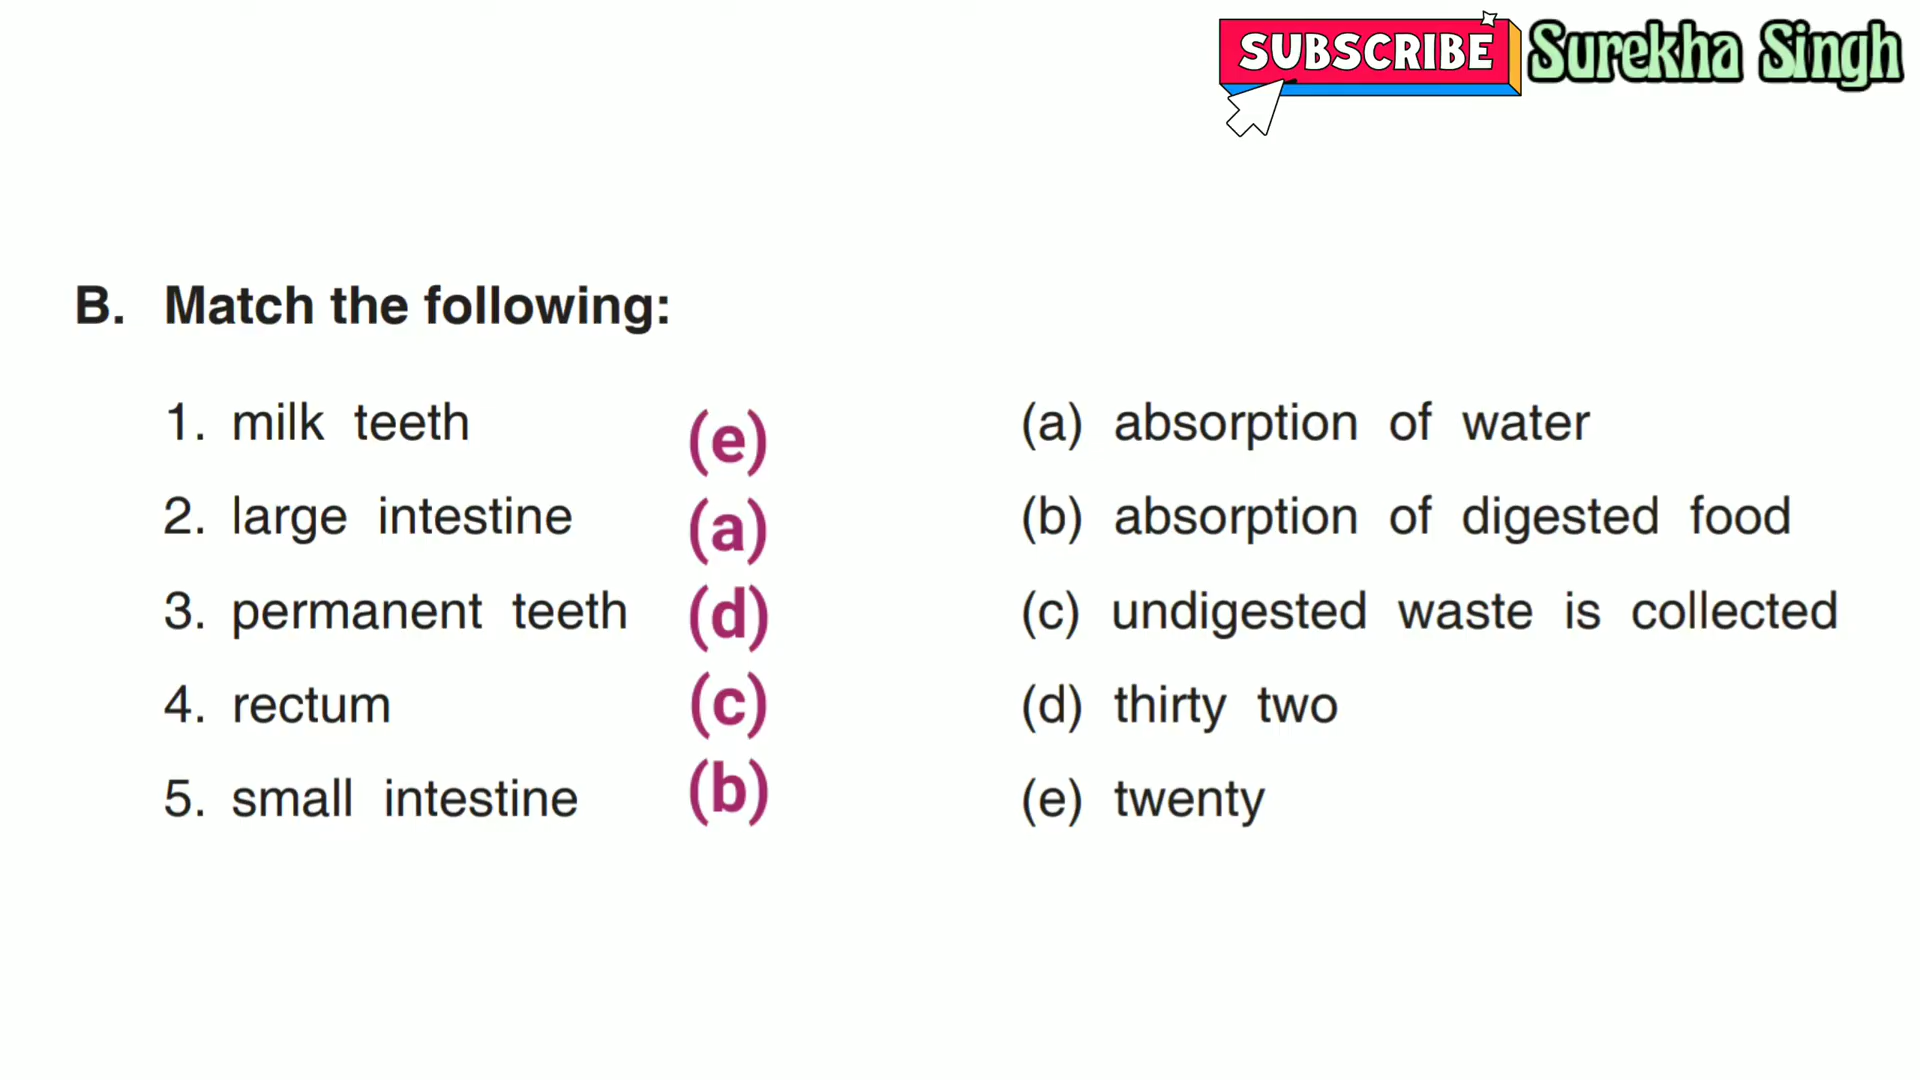 SUBSCRIBE Surekha Singh
B. Match the following:
1. milk teeth (e) (a) absorption of water
2. large intestine (a) (b) absorption of digested food
3. permanent teeth (d) (c) undigested waste is collected
4. rectum (c) (d) thirty two
5. small intestine (b) (e) twenty